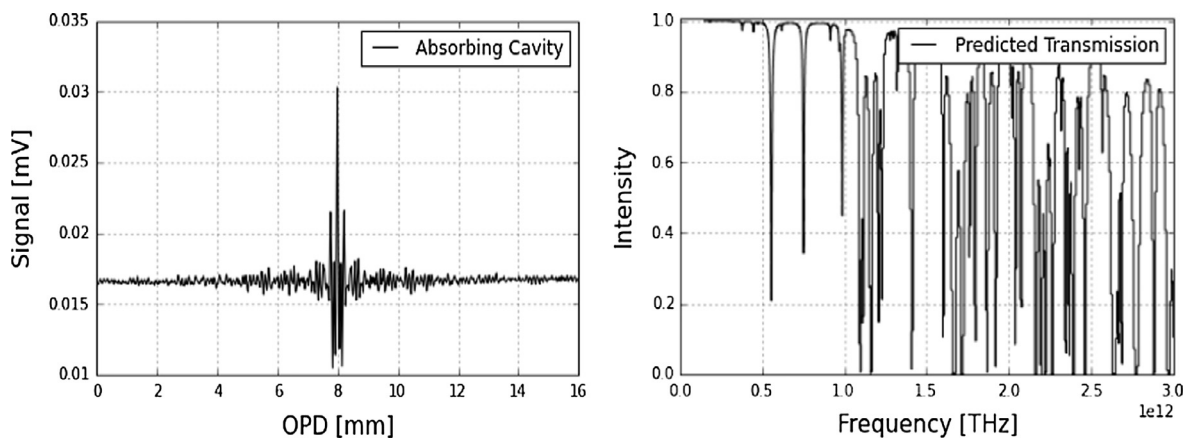 0.035
0.03
0.025
0.02
0.015
0.01
Signal [mV]
Absorbing Cavity
0 2 4 6 8 10 12 14 16
OPD [mm]
1.0
0.8
0.6
0.4
0.2
0.0
Intensity
Predicted Transmission
0.0 0.5 1.0 1.5 2.0 2.5 3.0
1e12
Frequency [THz]